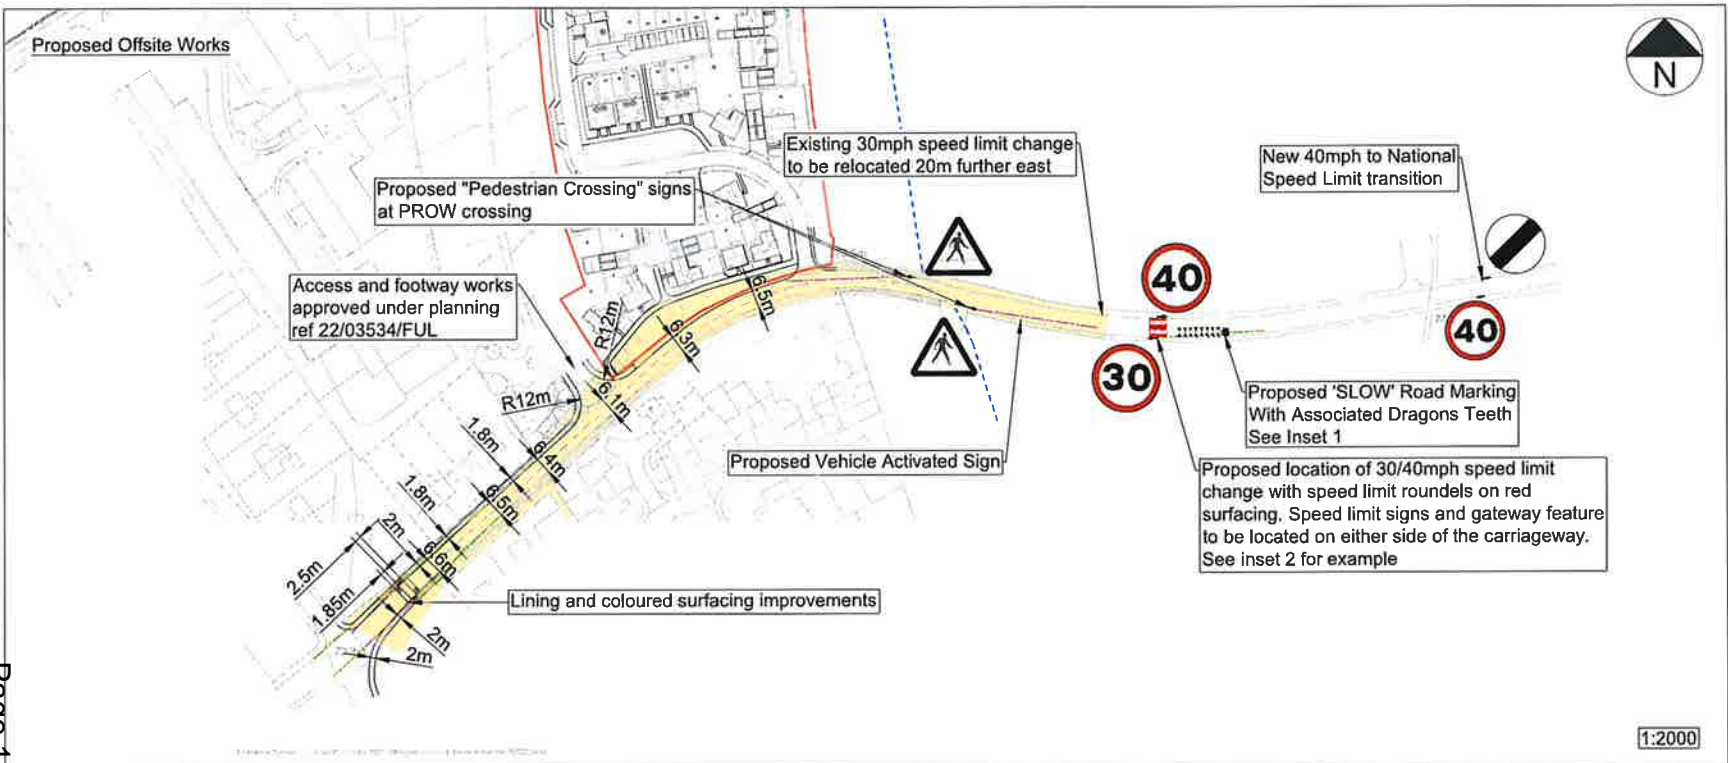 Proposed Offsite Works
N
Existing 30mph speed limit change
to be relocated 20m further east
New 40mph to National
Speed Limit transition
Proposed "Pedestrian Crossing" signs
at PROW crossing
Access and footway works
approved under planning
ref 22/03534/FUL
40
40
30
R12m
6.5m
6.3m
6.1m
R12m
1.8m
6.4m
1.8m
6.5m
2m
6.6m
2.5m
1.85m
2m
2m
Proposed 'SLOW' Road Marking
With Associated Dragons Teeth
See Inset 1
Proposed Vehicle Activated Sign
Proposed location of 30/40mph speed limit
change with speed limit roundels on red
surfacing. Speed limit signs and gateway feature
to be located on either side of the carriageway.
See inset 2 for example
Lining and coloured surfacing improvements
1:2000